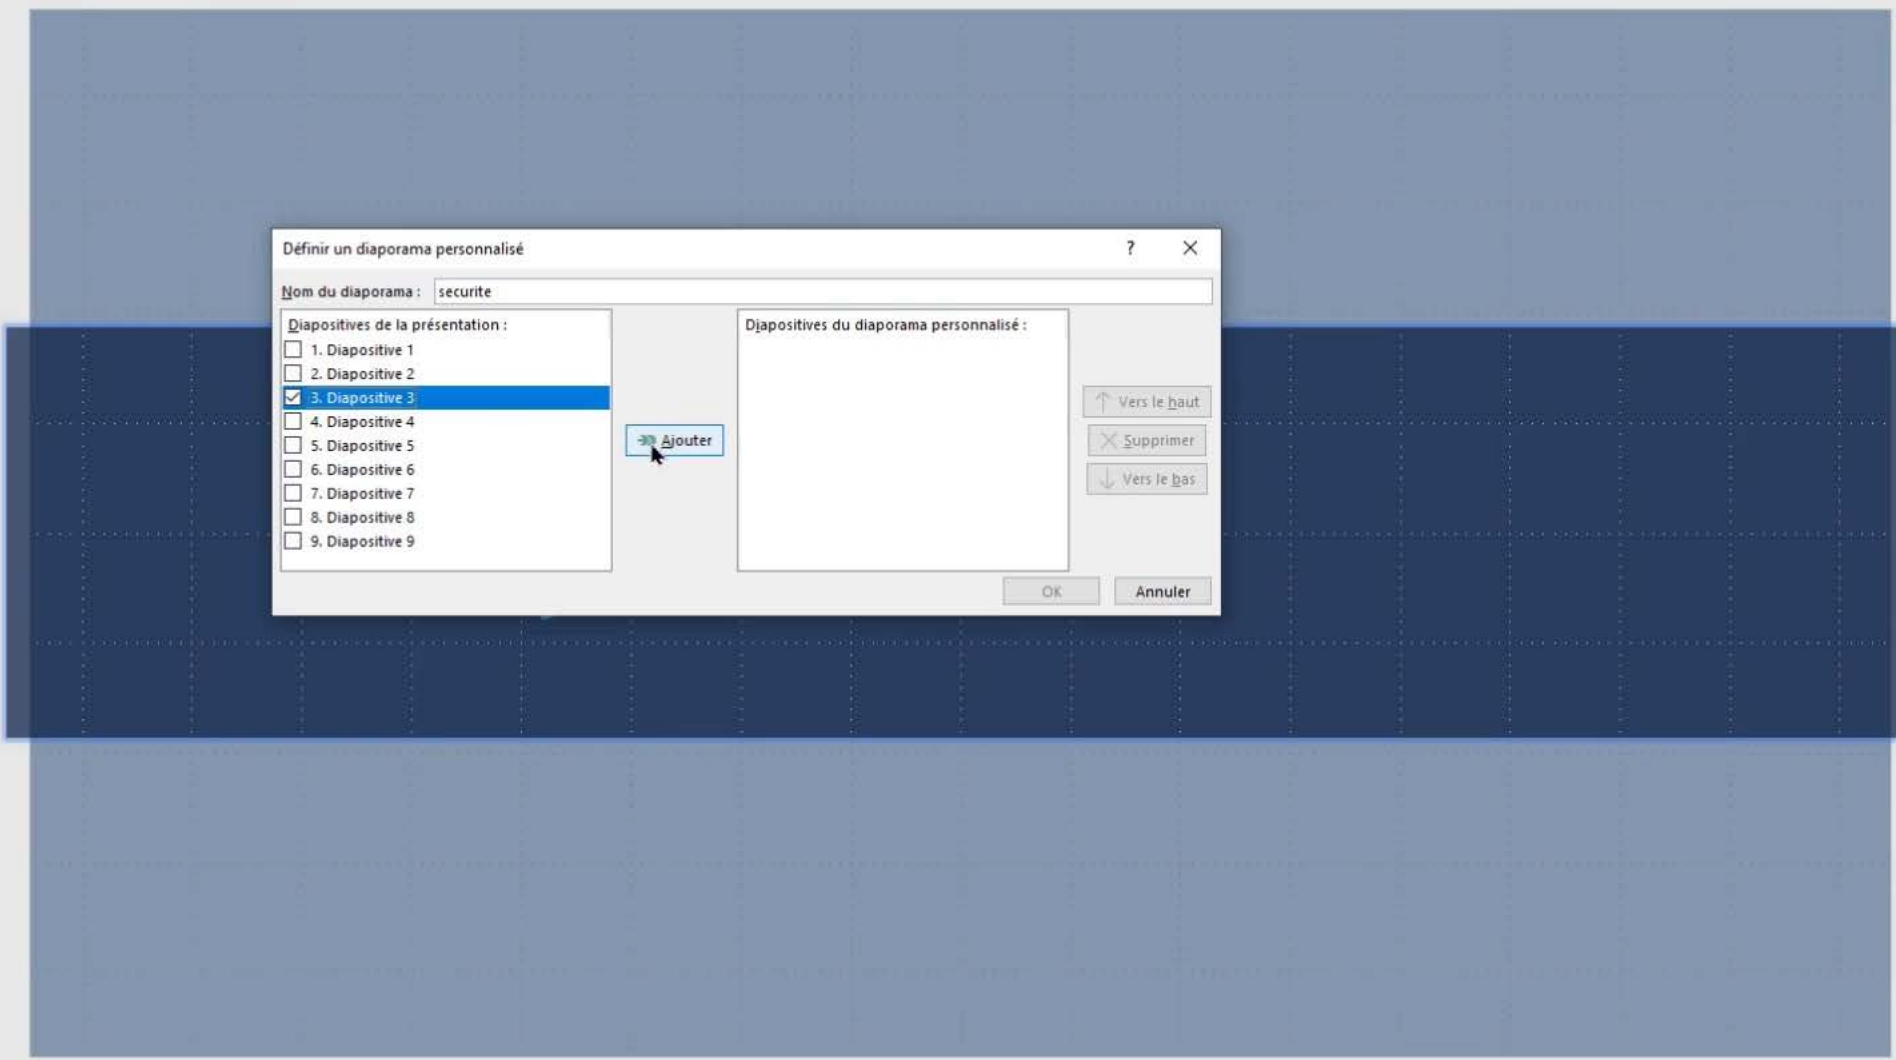 Définir un diaporama personnalisé
?
Nom du diaporama : securite
Diapositives de la présentation :
1. Diapositive 1
2. Diapositive 2
3. Diapositive 3
4. Diapositive 4
5. Diapositive 5
6. Diapositive 6
7. Diapositive 7
8. Diapositive 8
9. Diapositive 9
Ajouter
Diapositives du diaporama personnalisé :
Vers le haut
Supprimer
Vers le bas
OK
Annuler